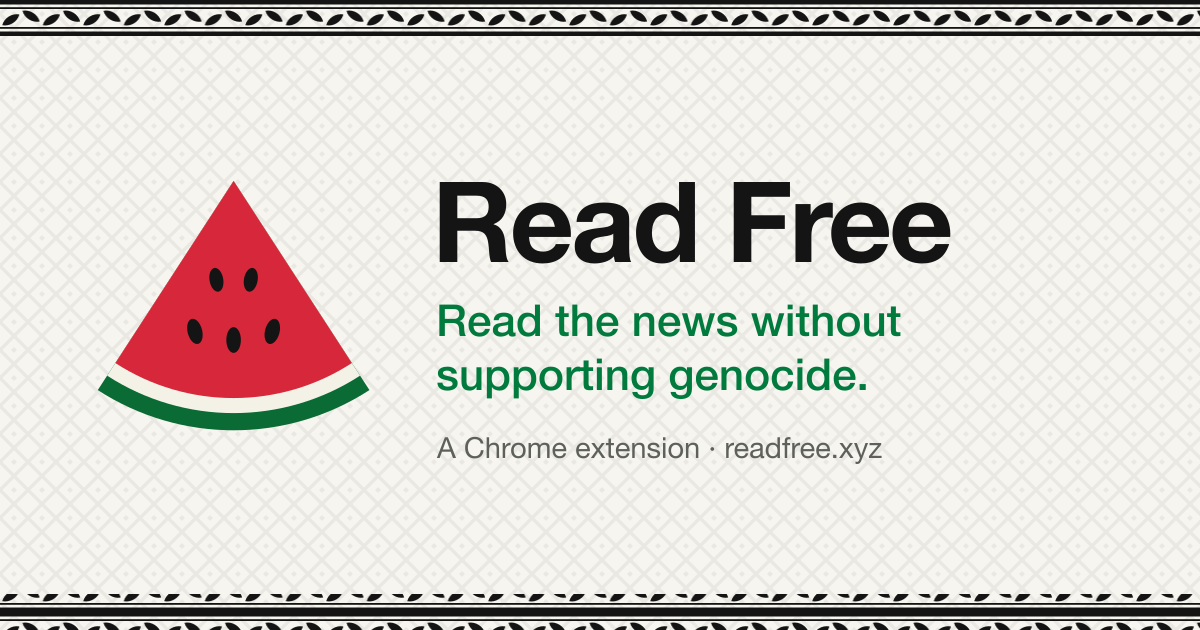 Read Free
Read the news without
supporting genocide.
A Chrome extension · readfree.xyz